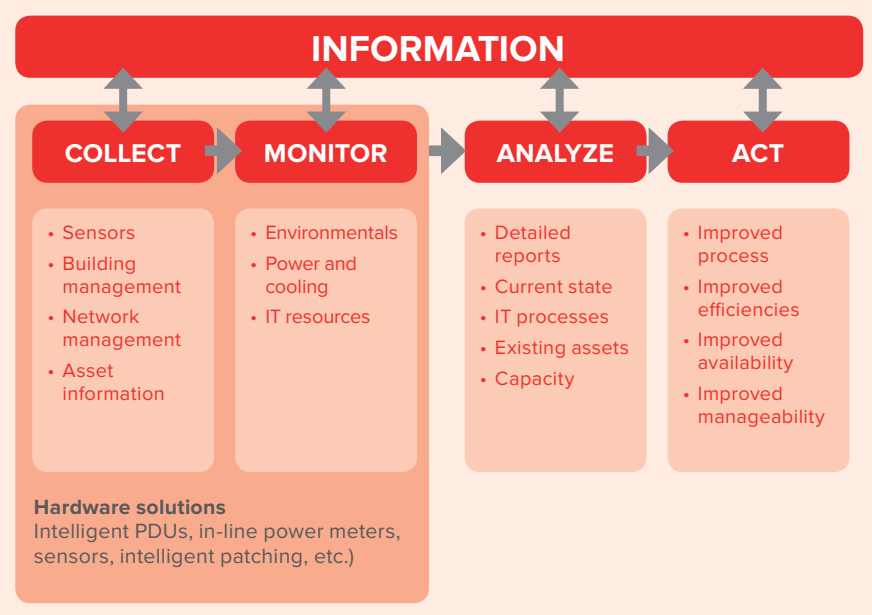 INFORMATION
COLLECT
MONITOR
ANALYZE
ACT
• Sensors
• Building
management
• Network
management
• Asset
information
• Environmentals
• Power and
cooling
• IT resources
• Detailed
reports
• Current state
• IT processes
• Existing assets
• Capacity
• Improved
process
• Improved
efficiencies
• Improved
availability
• Improved
manageability
Hardware solutions
Intelligent PDUs, in-line power meters,
sensors, intelligent patching, etc.)